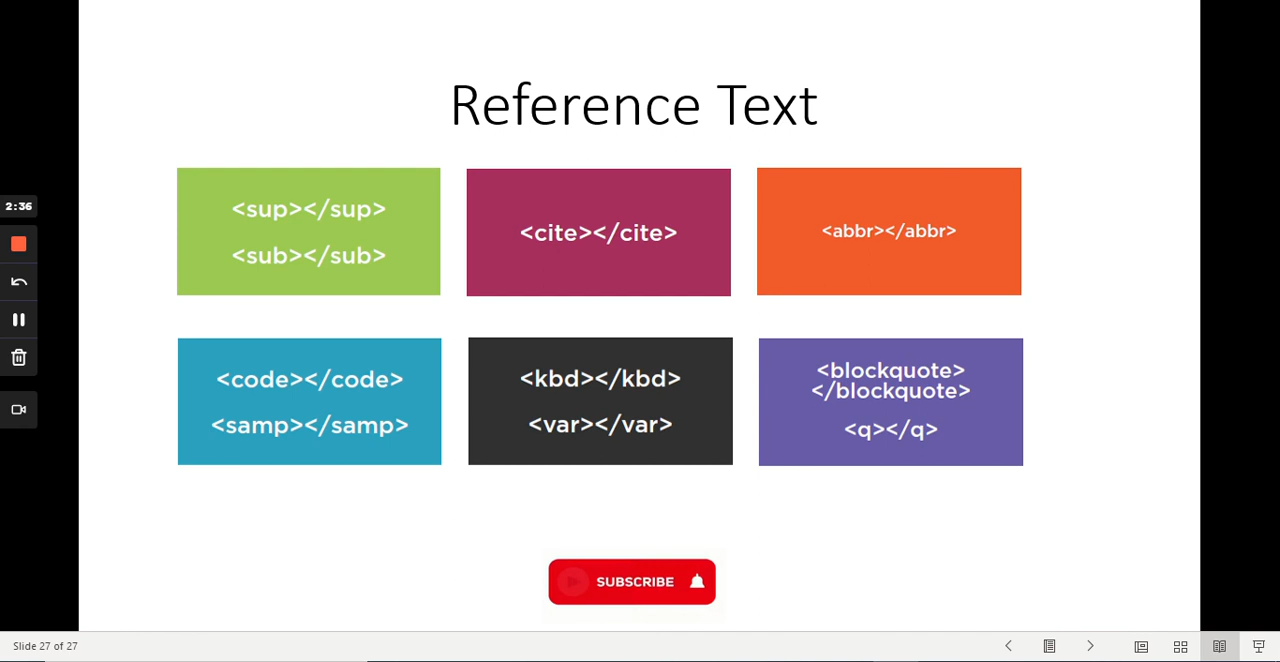 Reference Text
<sup></sup>
<sub></sub>
<cite></cite>
<abbr></abbr>
2:36
<code></code>
<samp></samp>
<kbd></kbd>
<var></var>
<blockquote>
</blockquote>
<q></q>
SUBSCRIBE
Slide 27 of 27